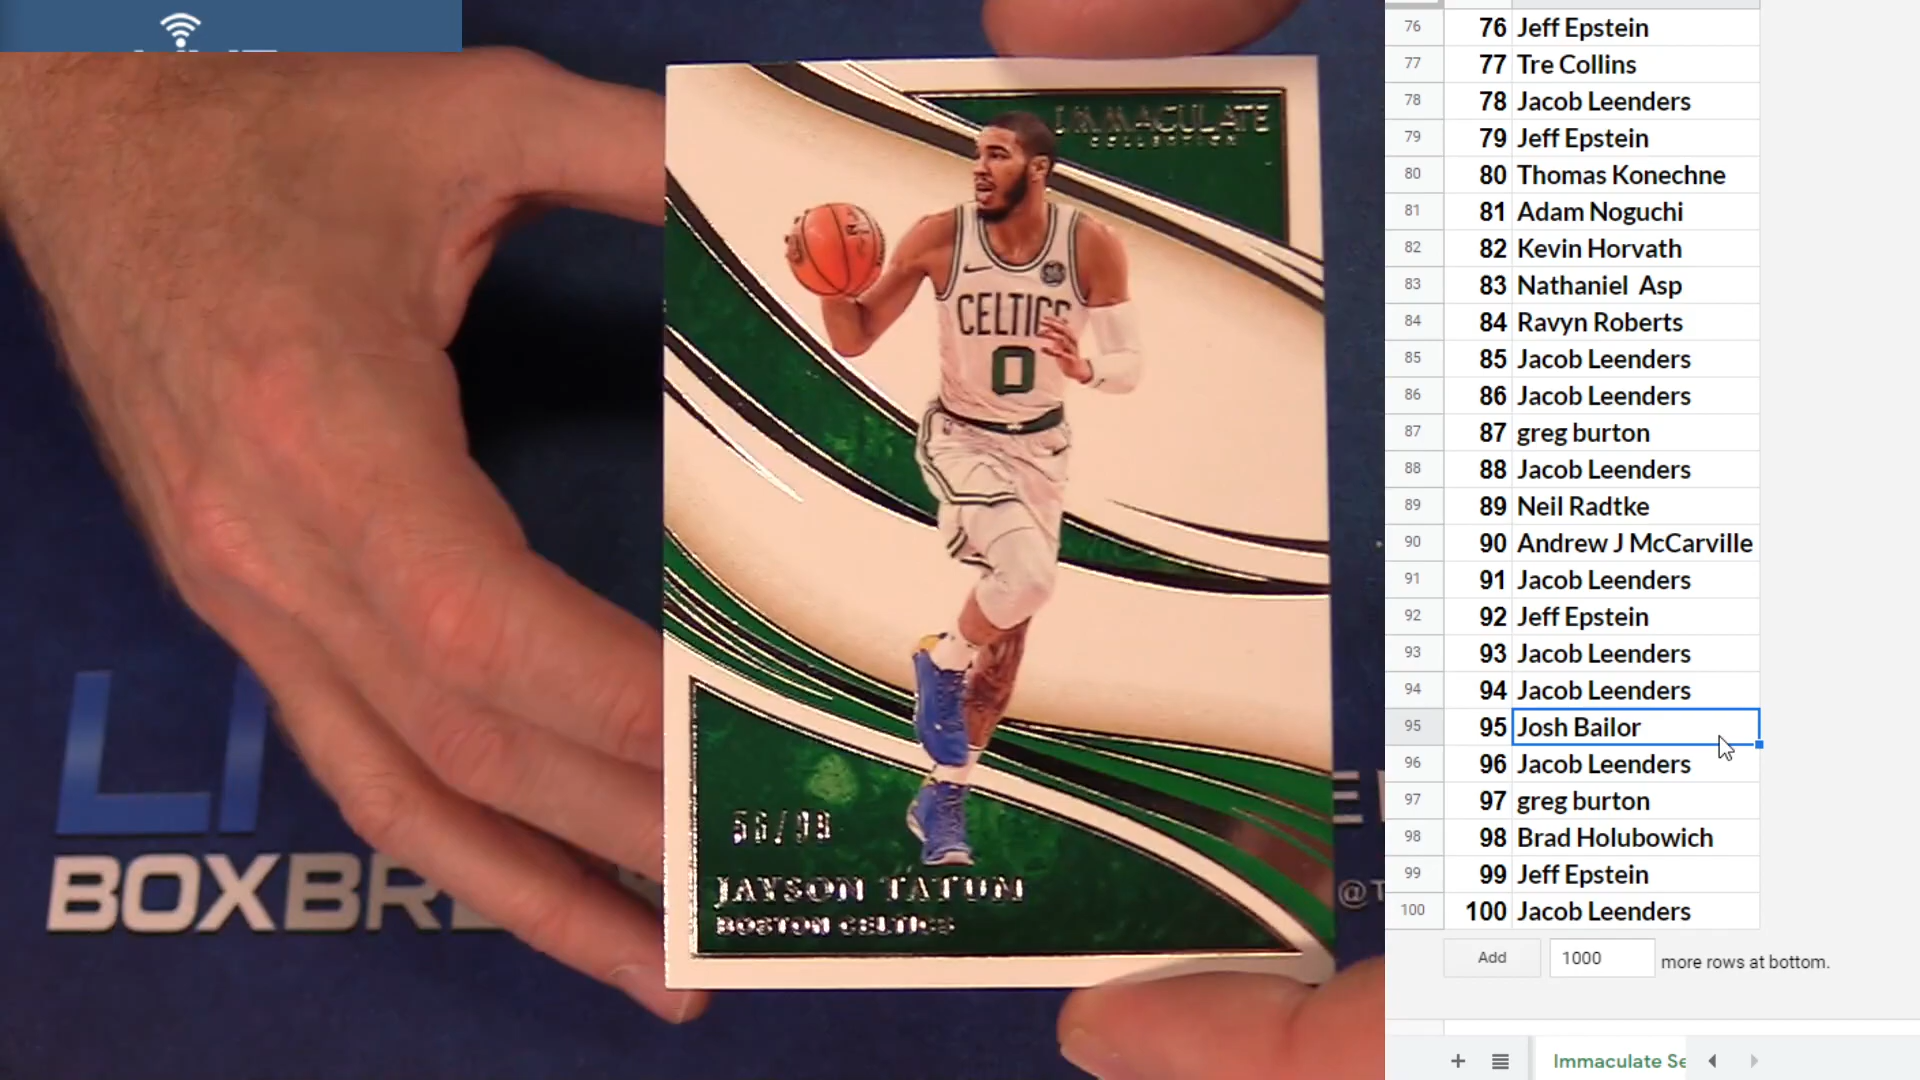 IMMACULATE
COLLECTION
CELTICS
0
56/99
JAYSON TATUM
BOSTON CELTICS
BOXBRE
76 76 Jeff Epstein
77 77 Tre Collins
78 78 Jacob Leenders
79 79 Jeff Epstein
80 80 Thomas Konechne
81 81 Adam Noguchi
82 82 Kevin Horvath
83 83 Nathaniel Asp
84 84 Ravyn Roberts
85 85 Jacob Leenders
86 86 Jacob Leenders
87 87 greg burton
88 88 Jacob Leenders
89 89 Neil Radtke
90 90 Andrew J McCarville
91 91 Jacob Leenders
92 92 Jeff Epstein
93 93 Jacob Leenders
94 94 Jacob Leenders
95 95 Josh Bailor
96 96 Jacob Leenders
97 97 greg burton
98 98 Brad Holubowich
99 99 Jeff Epstein
100 100 Jacob Leenders
Add 1000 more rows at bottom.
Immaculate Se